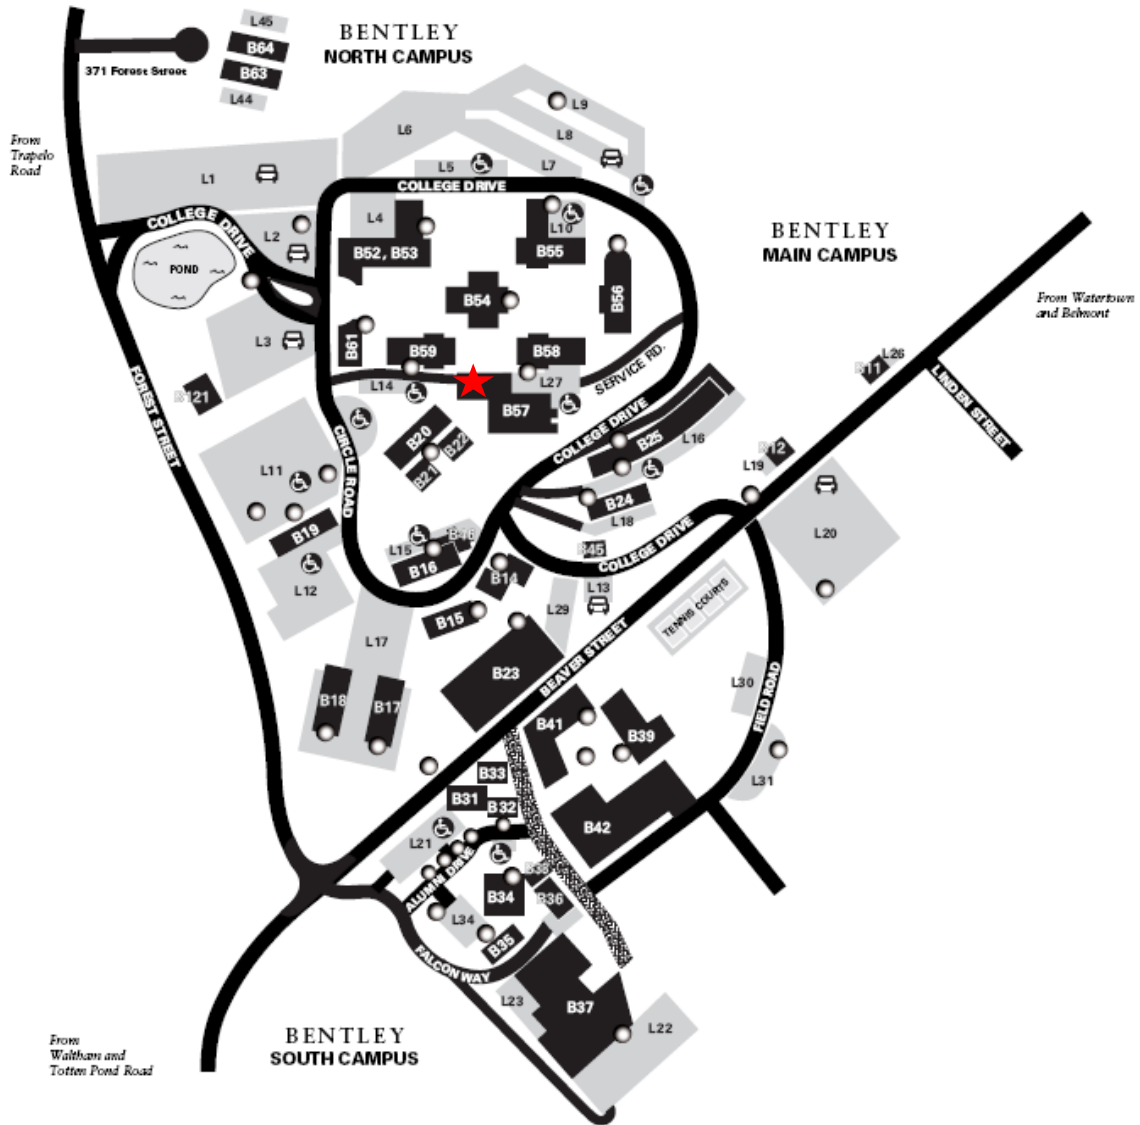 BENTLEY
NORTH CAMPUS
L45
B64
B63
L44
371 Forest Street
From
Trapelo
Road
L9
L8
L6
L7
L5
L1
COLLEGE DRIVE
COLLEGE DRIVE
L4
L10
L2
B52, B53
B55
BENTLEY
MAIN CAMPUS
POND
B54
B56
From Watertown
and Belmont
L3
B61
B59
B58
L26
B11
SERVICE RD.
L14
L27
LINDEN STREET
B121
B57
FOREST STREET
CIRCLE ROAD
COLLEGE DRIVE
B20
B22
B21
B25
L16
B12
L19
L11
B24
L18
L20
B19
B46
L15
B16
B45
COLLEGE DRIVE
L12
B14
L13
L29
TENNIS COURTS
B15
L17
B23
BEAVER STREET
L30
FIELD ROAD
B18
B17
B41
B39
L31
B33
B31
B32
B42
L21
ALUMNI DRIVE
B38
B34
B36
L34
B35
FALCON WAY
L23
B37
L22
BENTLEY
SOUTH CAMPUS
From
Waltham and
Totten Pond Road